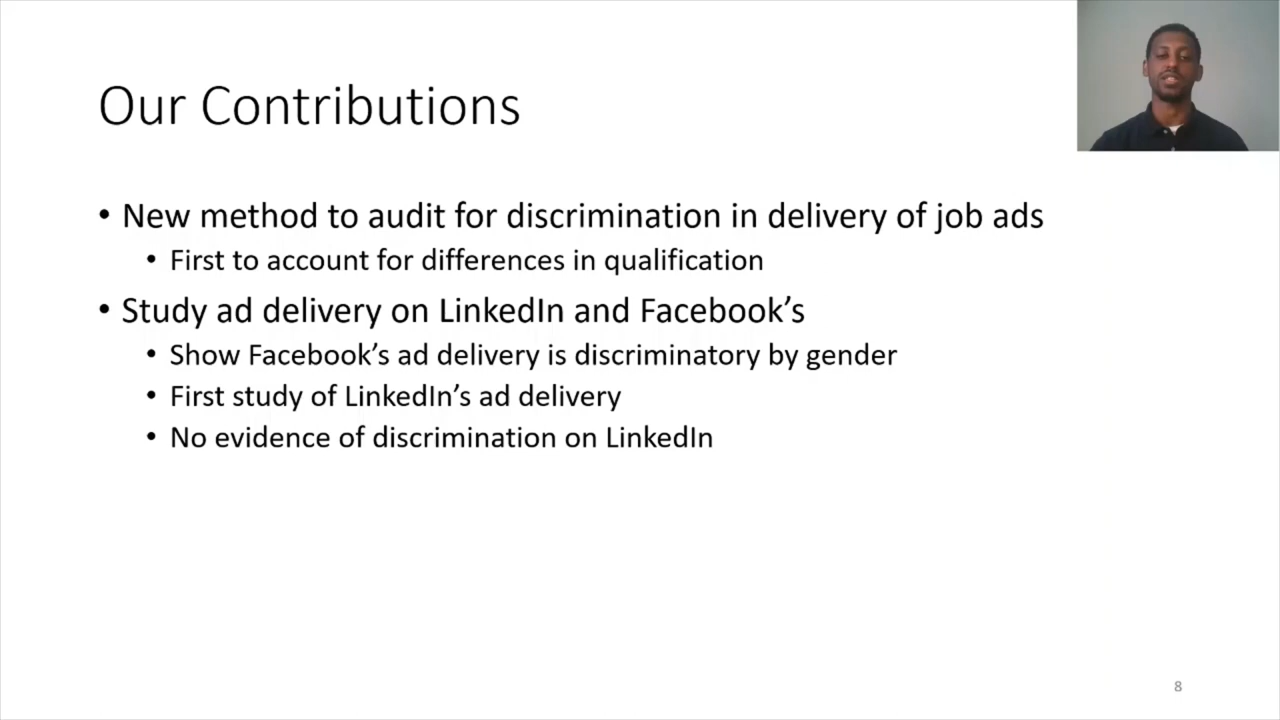 Our Contributions
• New method to audit for discrimination in delivery of job ads
• First to account for differences in qualification
• Study ad delivery on LinkedIn and Facebook’s
• Show Facebook’s ad delivery is discriminatory by gender
• First study of LinkedIn’s ad delivery
• No evidence of discrimination on LinkedIn
8